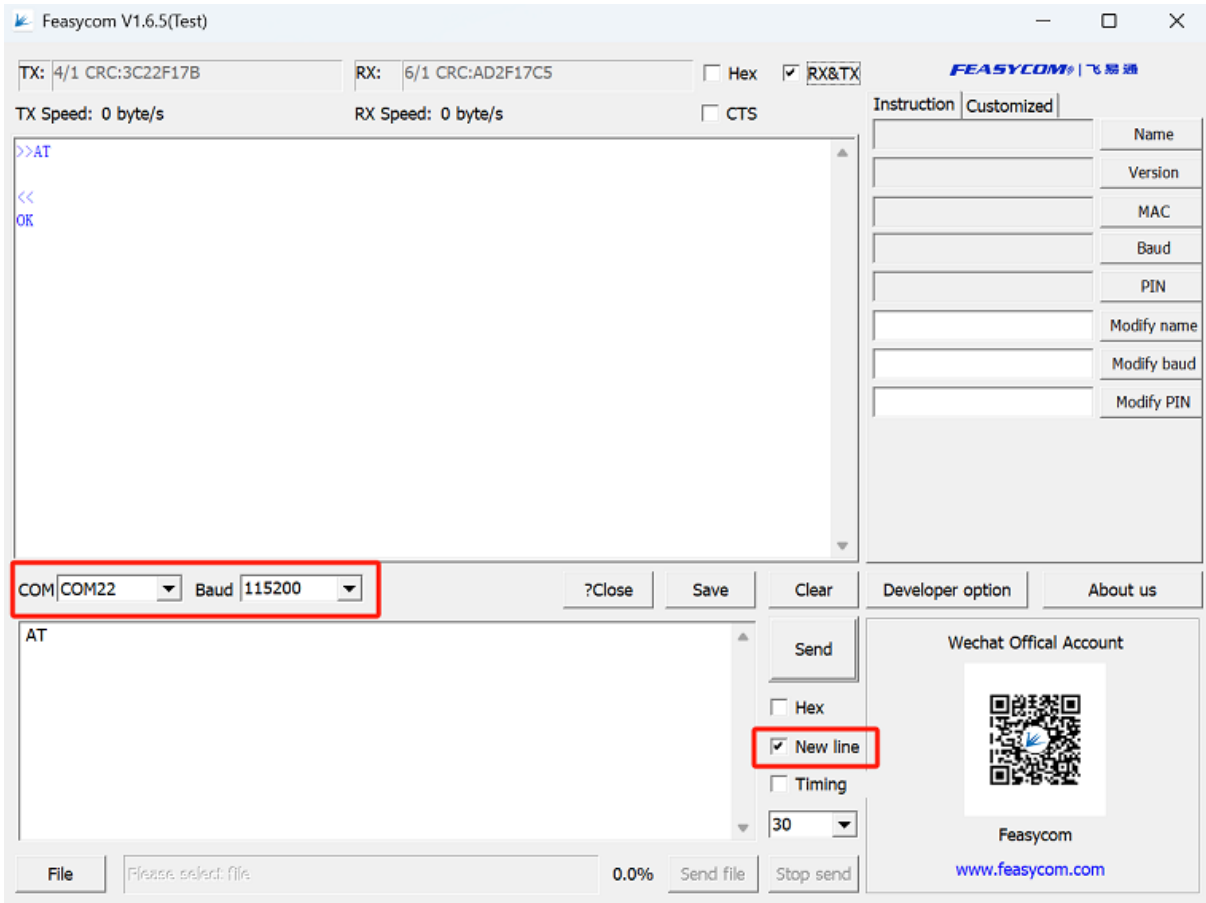 Feasycom V1.6.5(Test)
TX: 4/1 CRC:3C22F17B RX: 6/1 CRC:AD2F17C5 Hex RX&TX
FEASYCOM | 飞易通
TX Speed: 0 byte/s RX Speed: 0 byte/s CTS
Instruction Customized
>>AT
<<
OK
Name
Version
MAC
Baud
PIN
Modify name
Modify baud
Modify PIN
COM COM22 Baud 115200 ?Close Save Clear Developer option About us
AT
Send
Hex
New line
Timing
30
Wechat Offical Account
Feasycom
www.feasycom.com
File Please select file 0.0% Send file Stop send